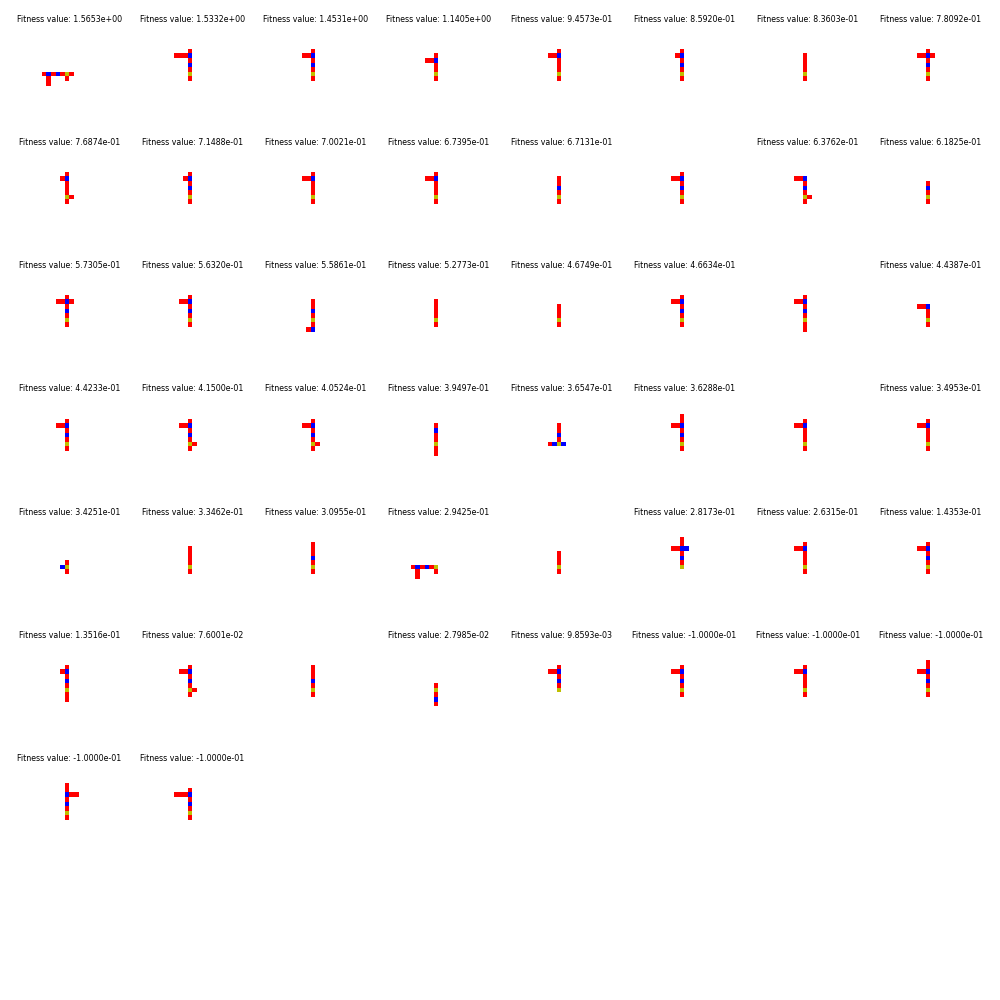 Fitness value: 1.5653e+00
Fitness value: 1.5332e+00
Fitness value: 1.4531e+00
Fitness value: 1.1405e+00
Fitness value: 9.4573e-01
Fitness value: 8.5920e-01
Fitness value: 8.3603e-01
Fitness value: 7.8092e-01
Fitness value: 7.6874e-01
Fitness value: 7.1488e-01
Fitness value: 7.0021e-01
Fitness value: 6.7395e-01
Fitness value: 6.7131e-01
Fitness value: 6.3762e-01
Fitness value: 6.1825e-01
Fitness value: 5.7305e-01
Fitness value: 5.6320e-01
Fitness value: 5.5861e-01
Fitness value: 5.2773e-01
Fitness value: 4.6749e-01
Fitness value: 4.6634e-01
Fitness value: 4.4387e-01
Fitness value: 4.4233e-01
Fitness value: 4.1500e-01
Fitness value: 4.0524e-01
Fitness value: 3.9497e-01
Fitness value: 3.6547e-01
Fitness value: 3.6288e-01
Fitness value: 3.4953e-01
Fitness value: 3.4251e-01
Fitness value: 3.3462e-01
Fitness value: 3.0955e-01
Fitness value: 2.9425e-01
Fitness value: 2.8173e-01
Fitness value: 2.6315e-01
Fitness value: 1.4353e-01
Fitness value: 1.3516e-01
Fitness value: 7.6001e-02
Fitness value: 2.7985e-02
Fitness value: 9.8593e-03
Fitness value: -1.0000e-01
Fitness value: -1.0000e-01
Fitness value: -1.0000e-01
Fitness value: -1.0000e-01
Fitness value: -1.0000e-01